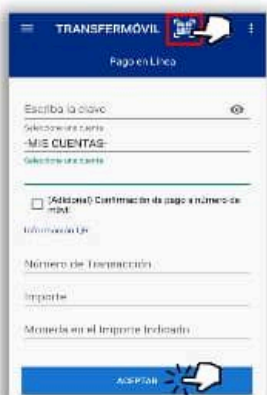 TRANSFERMÓVIL
Pago en Línea
Escriba la clave
Seleccione una cuenta
-MIS CUENTAS-
Seleccione una cuenta
(Adicional) Confirmación de pago a número de
móvil
Información QR
Número de Transacción
Importe
Moneda en el Importe Indicado
ACEPTAR